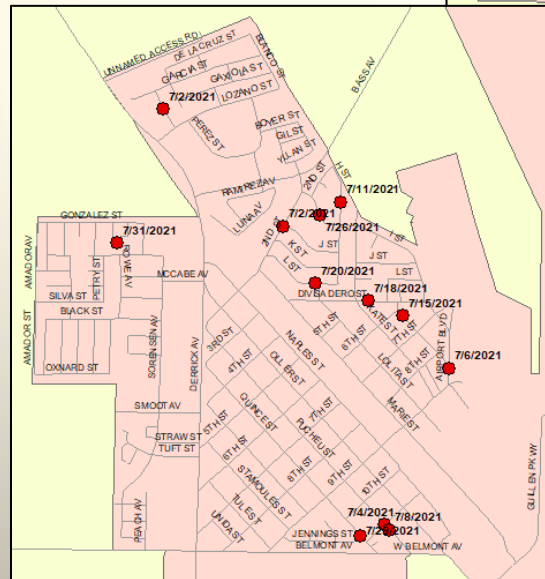 UNNAMED ACCESS RD
DE LA CRUZ ST
BLANCO ST
GARCIA ST
GAXIOLA ST
LOZANO ST
BASS AV
7/2/2021
PEREZ ST
BOYER ST
GIL ST
YLLAN ST
2ND ST
H ST
RAMIREZ AV
7/11/2021
LUNA AV
GONZALEZ ST
7/2/2021
7/26/2021
2ND ST
I ST
7/31/2021
K ST
J ST
J ST
AMADOR AV
PETRY ST
ROWE AV
L ST
L ST
MCCABE AV
7/20/2021
7/18/2021
SILVA ST
DIVISADERO ST
7/15/2021
BLACK ST
5TH ST
6TH ST
7TH ST
AMADOR ST
SORENSEN AV
DERRICK AV
3RD ST
NAPLES ST
8TH ST
AIRPORT BLVD
OXNARD ST
4TH ST
OLLER ST
LOLITA ST
7/6/2021
MARIE ST
SMOOT AV
QUINCE ST
7TH ST
PUCHEU ST
STRAW ST
5TH ST
TUFT ST
6TH ST
8TH ST
9TH ST
10TH ST
STAMOULES ST
GUILLEN PKWY
PEACH AV
TULE ST
UNIDA ST
7/4/2021
7/8/2021
JENNINGS ST
BELMONT AV
W BELMONT AV